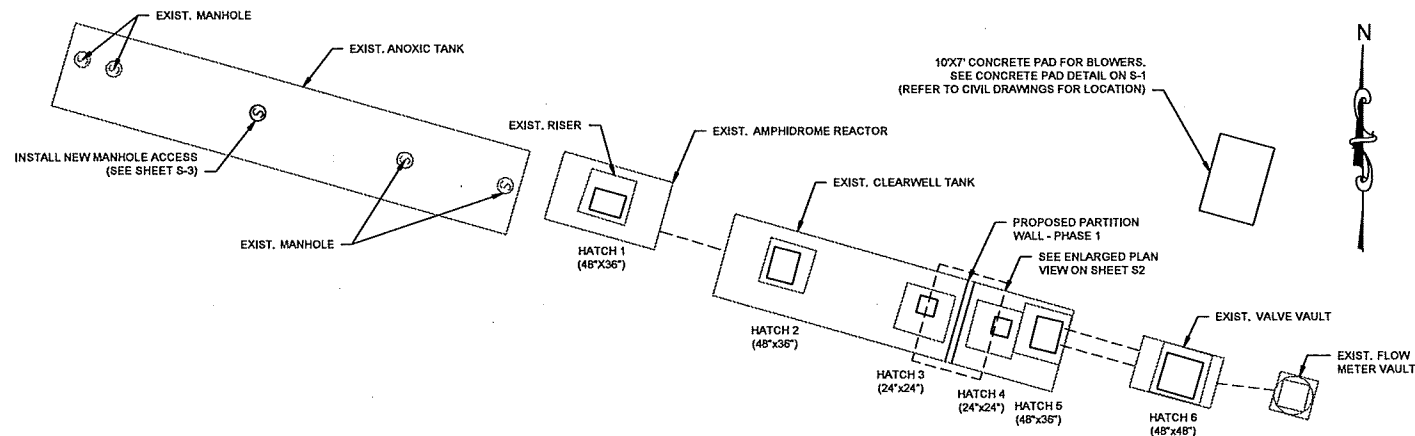 EXIST. MANHOLE
EXIST. ANOXIC TANK
INSTALL NEW MANHOLE ACCESS
(SEE SHEET S-3)
EXIST. MANHOLE
EXIST. RISER
EXIST. AMPHIDROME REACTOR
HATCH 1
(48"X36")
EXIST. CLEARWELL TANK
HATCH 2
(48"x36")
PROPOSED PARTITION
WALL - PHASE 1
SEE ENLARGED PLAN
VIEW ON SHEET S2
HATCH 3
(24"x24")
HATCH 4
(24"x24")
HATCH 5
(48"x36")
10'X7' CONCRETE PAD FOR BLOWERS.
SEE CONCRETE PAD DETAIL ON S-1
(REFER TO CIVIL DRAWINGS FOR LOCATION)
N
EXIST. VALVE VAULT
HATCH 6
(48"x48")
EXIST. FLOW
METER VAULT
S
S
S
S
S